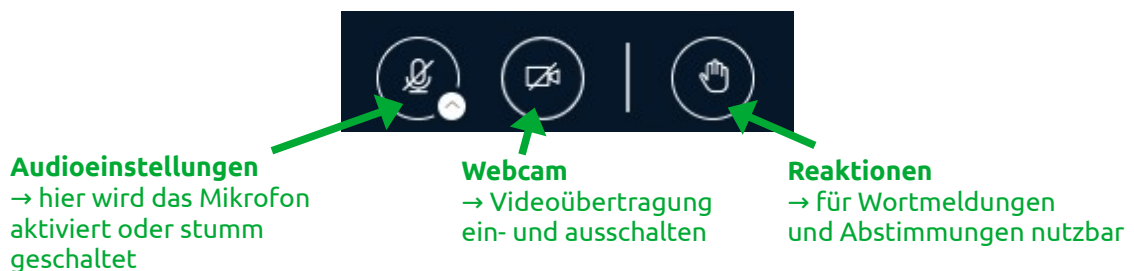 Audioeinstellungen
→ hier wird das Mikrofon
aktiviert oder stumm
geschaltet
Webcam
→ Videoübertragung
ein- und ausschalten
Reaktionen
→ für Wortmeldungen
und Abstimmungen nutzbar